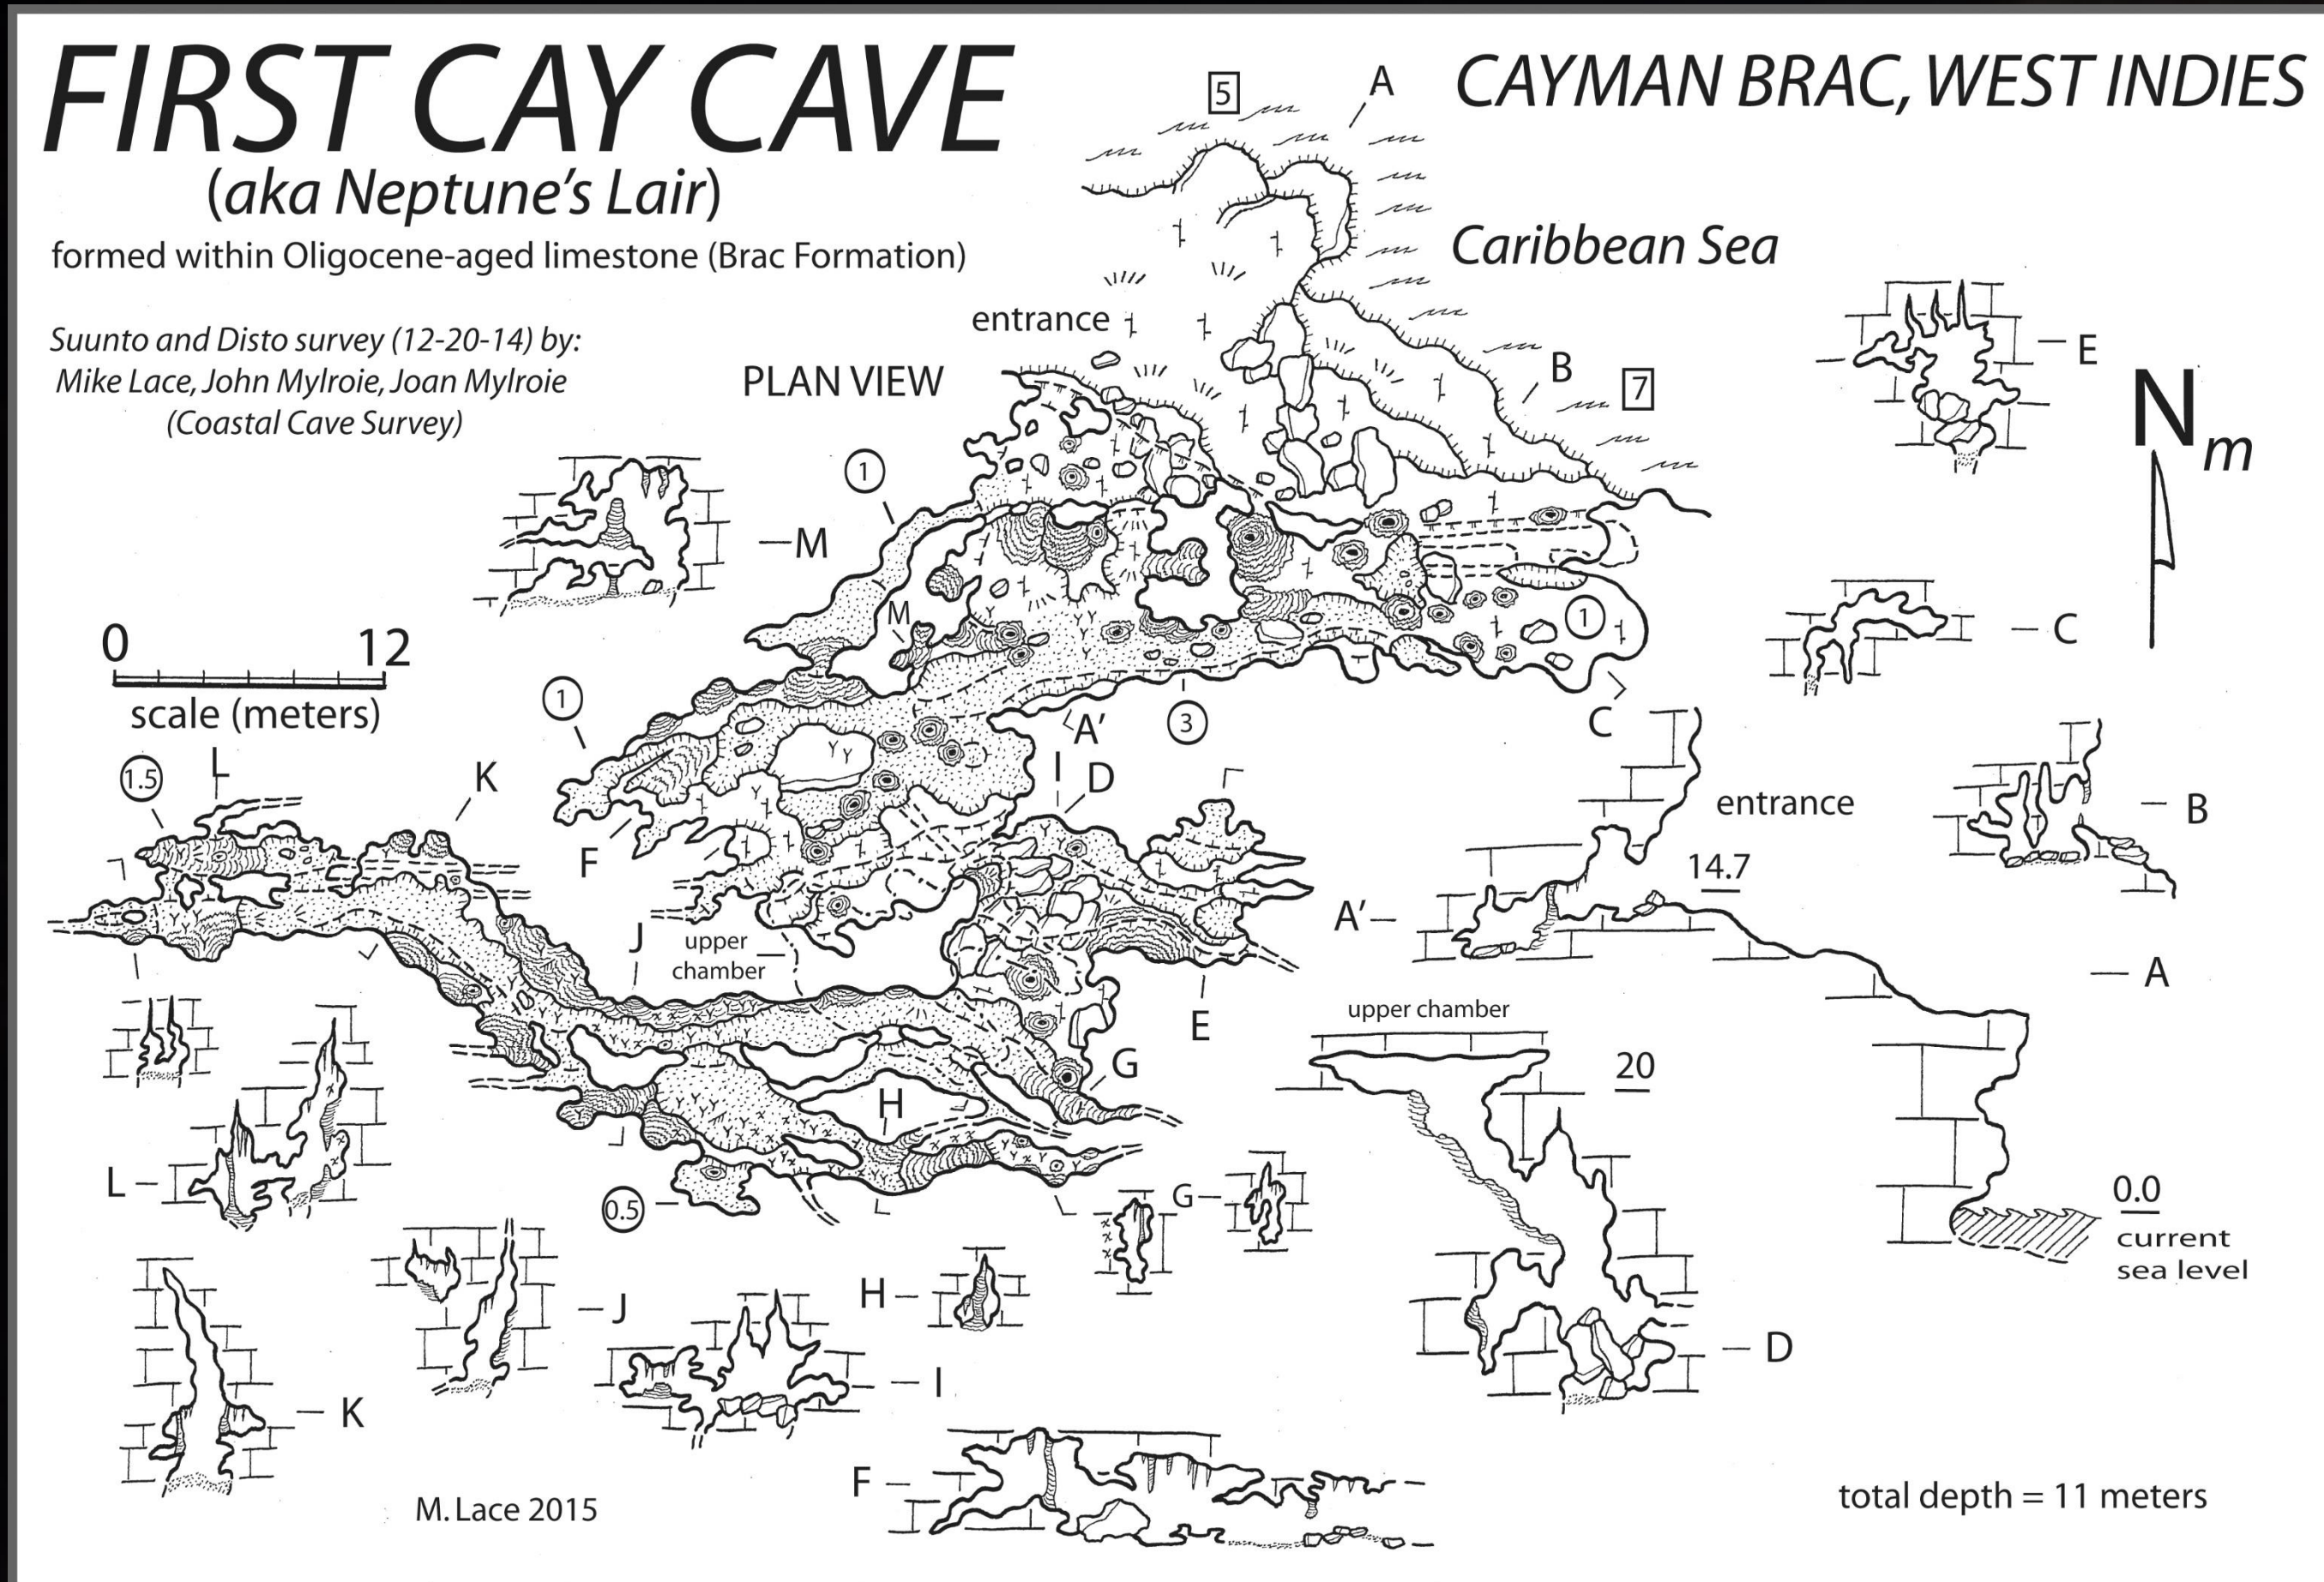 FIRST CAY CAVE
(aka Neptune's Lair)
formed within Oligocene-aged limestone (Brac Formation)
Suunto and Disto survey (12-20-14) by:
Mike Lace, John Mylroie, Joan Mylroie
(Coastal Cave Survey)
CAYMAN BRAC, WEST INDIES
5
A
Caribbean Sea
entrance
PLAN VIEW
B
7
E
N
m
1
M
M
C
0 12
scale (meters)
1
1
A'
3
C
1.5
L
K
I
D
F
entrance
B
14.7
A'
A
J
upper
chamber
E
upper chamber
20
G
H
L
0.5
G
0.0
current
sea level
H
J
D
I
K
F
M. Lace 2015
total depth = 11 meters